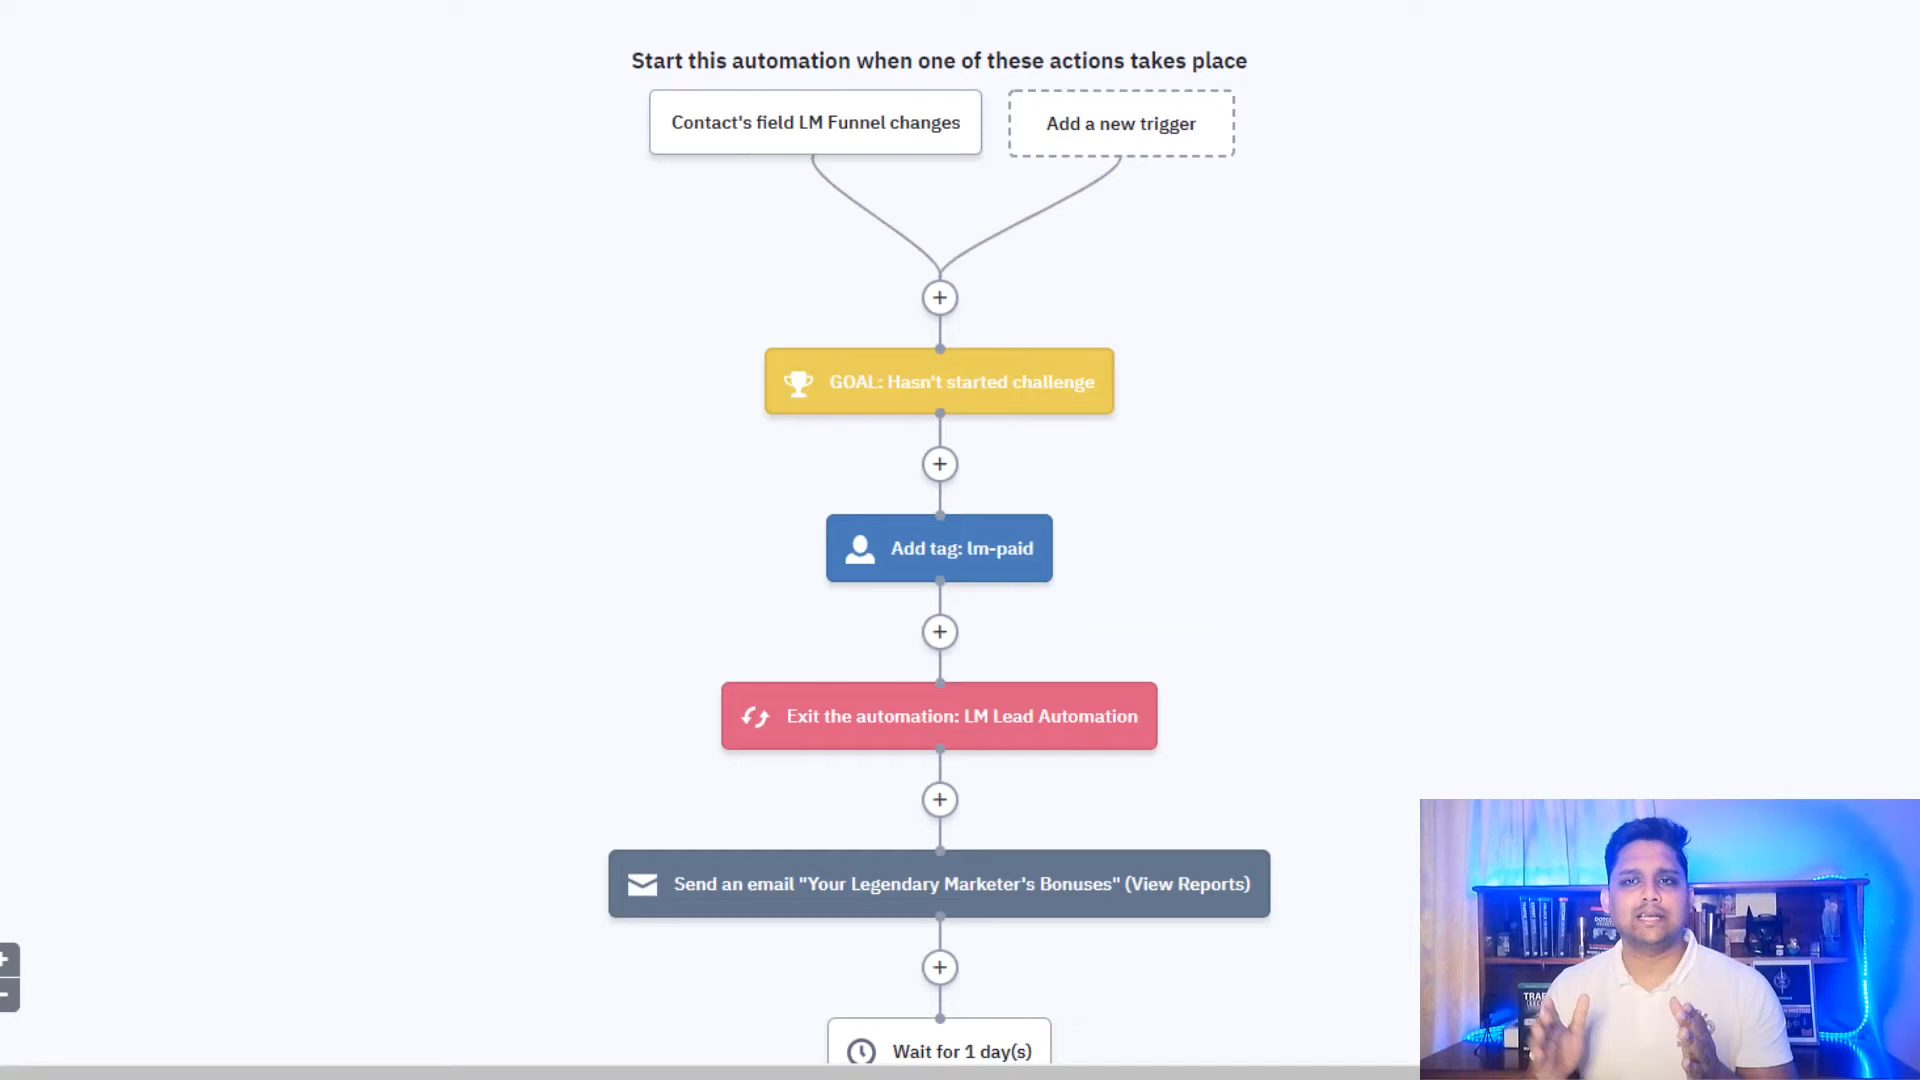 Start this automation when one of these actions takes place
Contact's field LM Funnel changes
Add a new trigger
+
GOAL: Hasn't started challenge
+
Add tag: lm-paid
+
Exit the automation: LM Lead Automation
+
Send an email "Your Legendary Marketer's Bonuses" (View Reports)
+
Wait for 1 day(s)
+
-